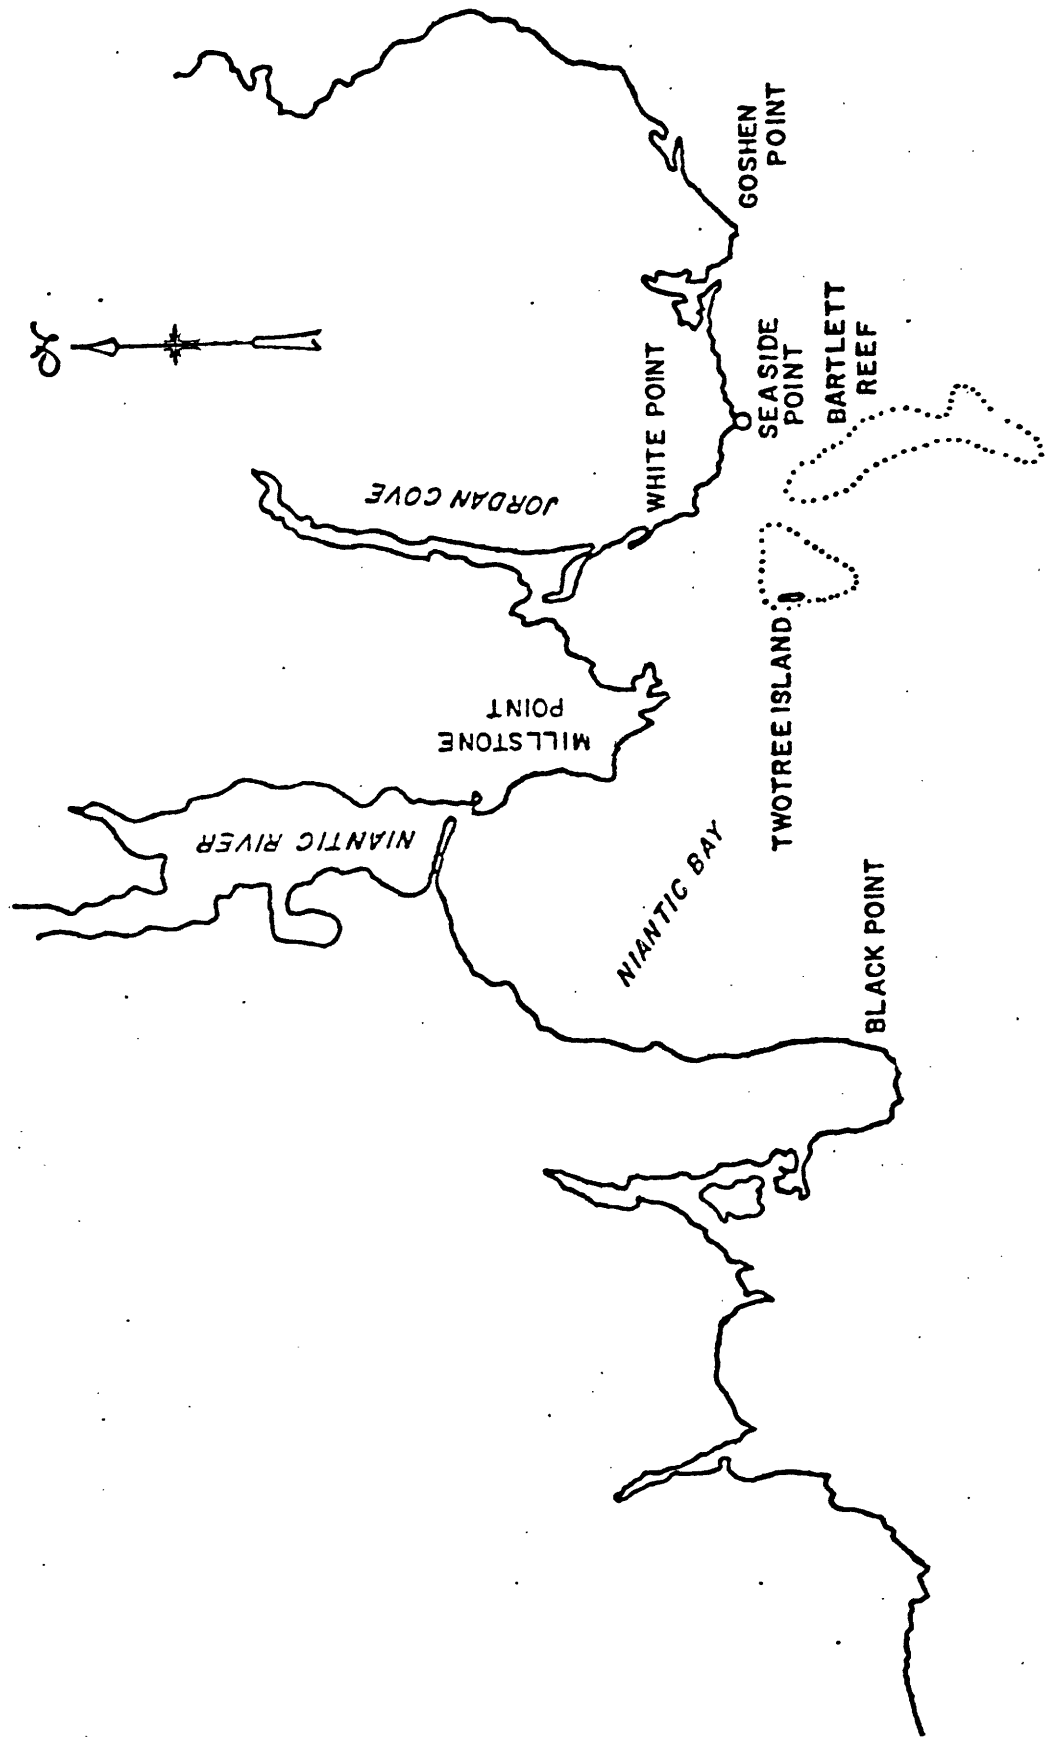 NIANTIC RIVER
MILLSTONE
POINT
JORDAN COVE
NIANTIC BAY
WHITE POINT
GOSHEN
POINT
SEASIDE
POINT
BARTLETT
REEF
TWOTREE ISLAND
BLACK POINT